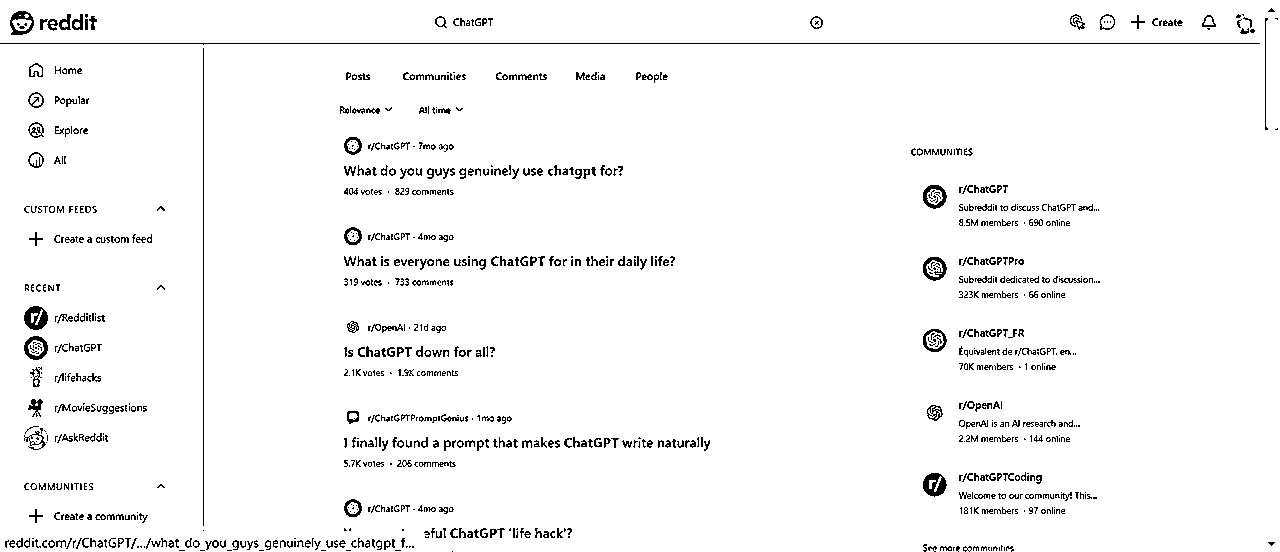 reddit
ChatGPT
Create
Home
Popular
Explore
All
CUSTOM FEEDS
Create a custom feed
RECENT
r/Redditlist
r/ChatGPT
r/lifehacks
r/MovieSuggestions
r/AskReddit
COMMUNITIES
Create a community
reddit.com/r/ChatGPT/.../what_do_you_guys_genuinely_use_chatgpt_f...
Posts Communities Comments Media People
Relevance All time
r/ChatGPT · 7mo ago
What do you guys genuinely use chatgpt for?
404 votes · 829 comments
r/ChatGPT · 4mo ago
What is everyone using ChatGPT for in their daily life?
319 votes · 733 comments
r/OpenAI · 21d ago
Is ChatGPT down for all?
2.1K votes · 1.9K comments
r/ChatGPTPromptGenius · 1mo ago
I finally found a prompt that makes ChatGPT write naturally
5.7K votes · 206 comments
r/ChatGPT · 4mo ago
ChatGPT 'life hack'?
COMMUNITIES
r/ChatGPT
Subreddit to discuss ChatGPT and...
8.5M members · 690 online
r/ChatGPTPro
Subreddit dedicated to discussion...
323K members · 66 online
r/ChatGPT_FR
Équivalent de r/ChatGPT, en...
70K members · 1 online
r/OpenAI
OpenAI is an AI research and...
2.2M members · 144 online
r/ChatGPTCoding
Welcome to our community! This...
181K members · 97 online
See more communities